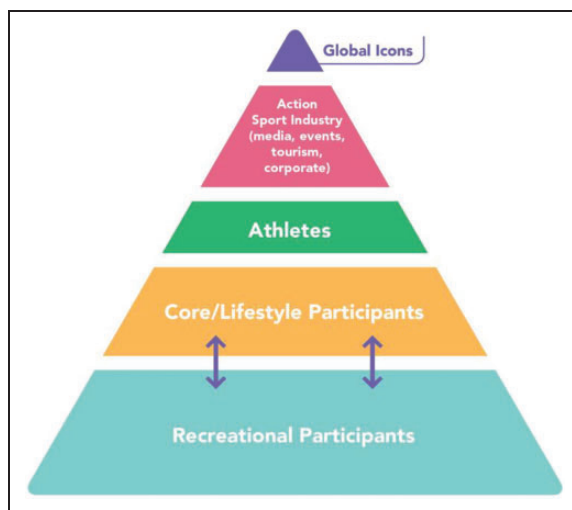 Global Icons
Action
Sport Industry
(media, events,
tourism,
corporate)
Athletes
Core/Lifestyle Participants
Recreational Participants